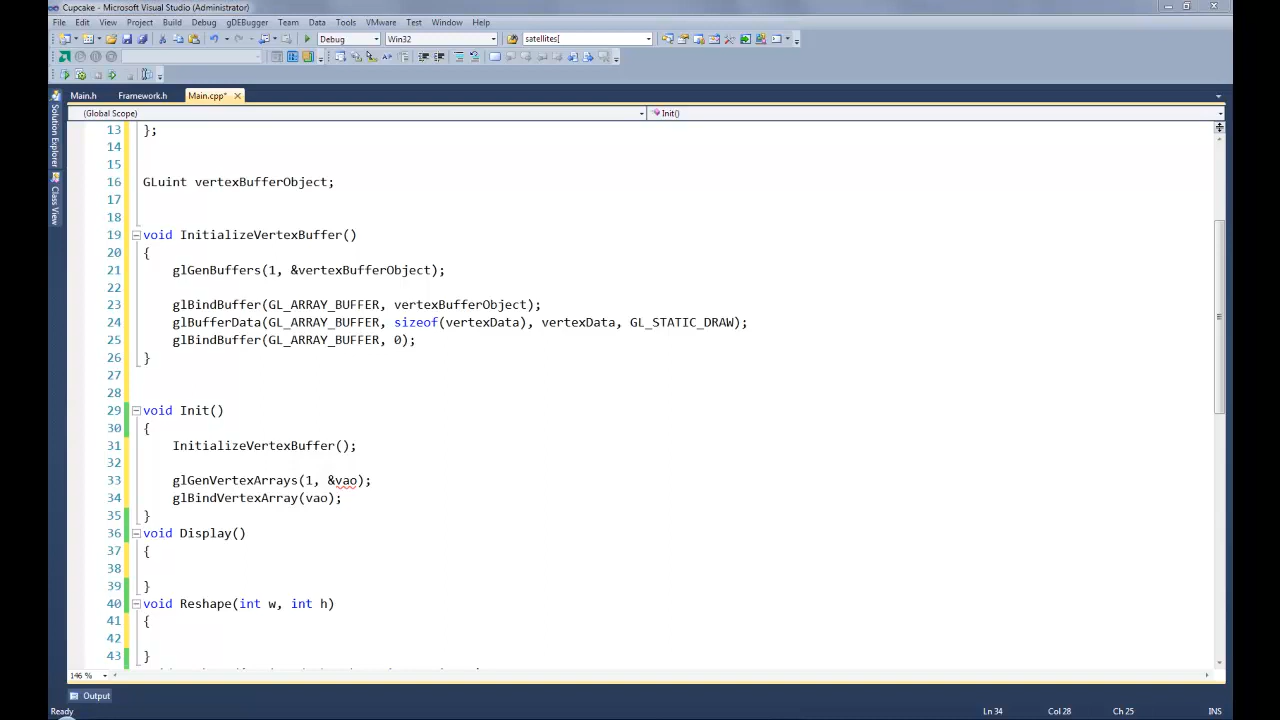 Cupcake - Microsoft Visual Studio (Administrator)
File Edit View Project Build Debug gDEBugger Team Data Tools VMware Test Window Help
Debug Win32 satellites[
Main.h Framework.h Main.cpp*
(Global Scope) Init()
Solution Explorer
Class View
13 };
14
15
16 GLuint vertexBufferObject;
17
18
19 void InitializeVertexBuffer()
20 {
21 glGenBuffers(1, &vertexBufferObject);
22
23 glBindBuffer(GL_ARRAY_BUFFER, vertexBufferObject);
24 glBufferData(GL_ARRAY_BUFFER, sizeof(vertexData), vertexData, GL_STATIC_DRAW);
25 glBindBuffer(GL_ARRAY_BUFFER, 0);
26 }
27
28
29 void Init()
30 {
31 InitializeVertexBuffer();
32
33 glGenVertexArrays(1, &vao);
34 glBindVertexArray(vao);
35 }
36 void Display()
37 {
38
39 }
40 void Reshape(int w, int h)
41 {
42
43 }
146 %
Output
Ready Ln 34 Col 28 Ch 25 INS